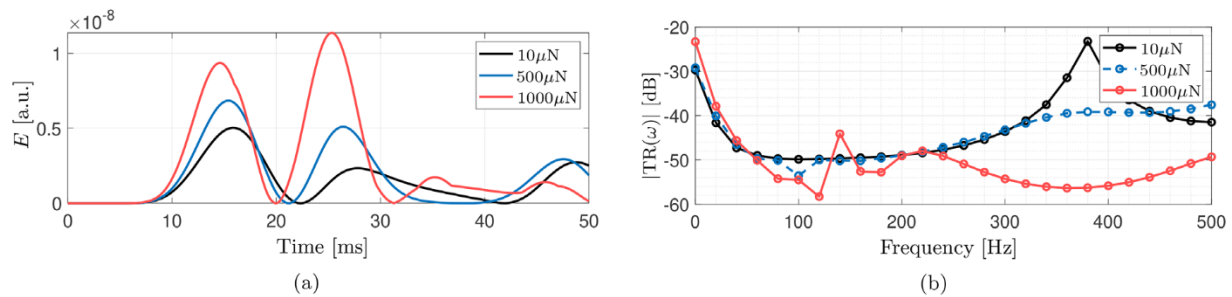 ×10⁻⁸
1
0.5
0
E [a.u.]
0 10 20 30 40 50
Time [ms]
10μN
500μN
1000μN
(a)
-20
-30
-40
-50
-60
|TR(ω)| [dB]
0 100 200 300 400 500
Frequency [Hz]
10μN
500μN
1000μN
(b)